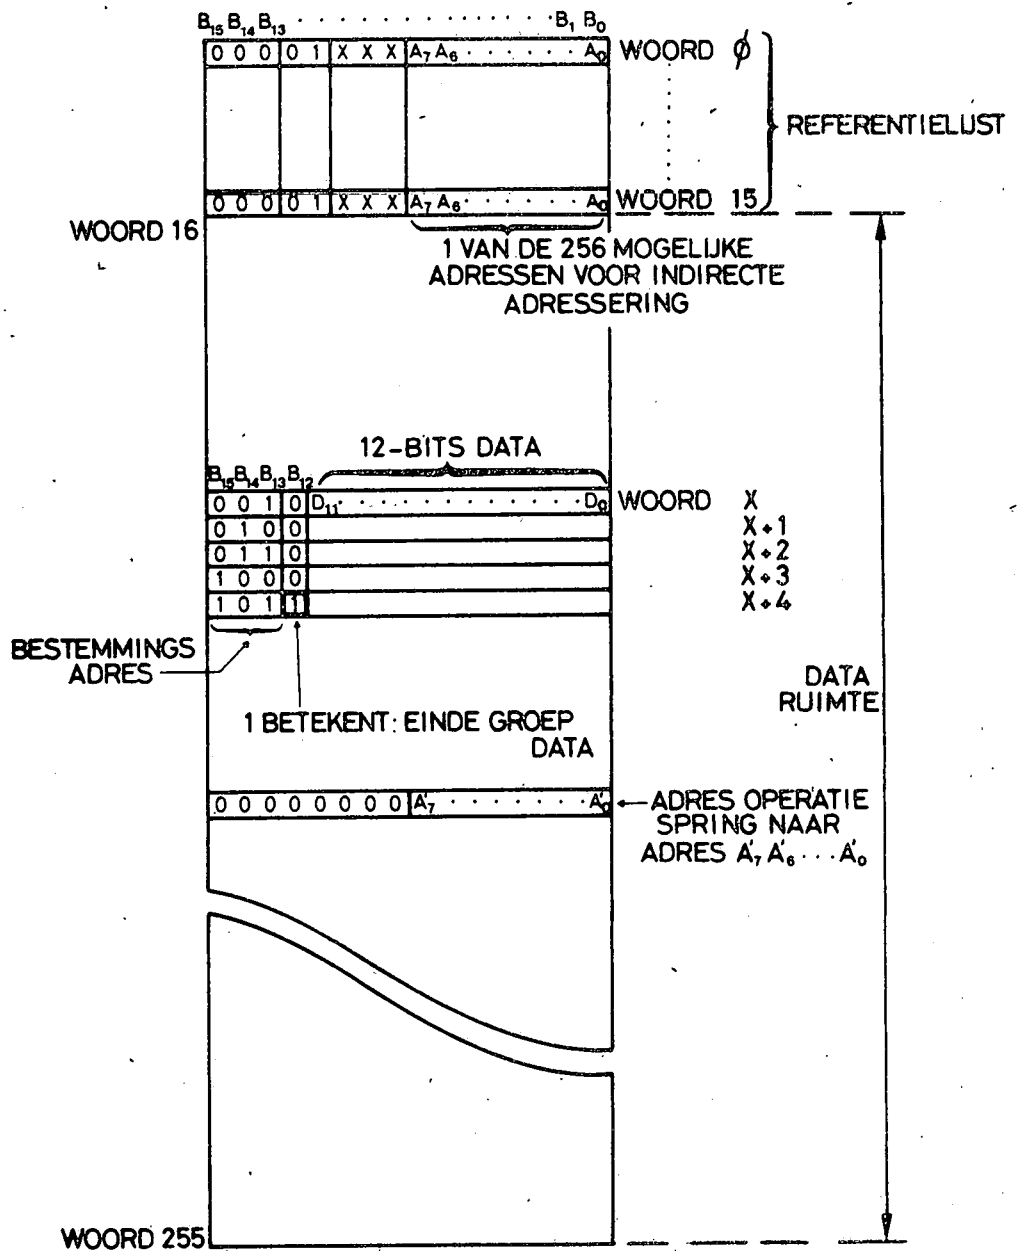 B₁₅ B₁₄ B₁₃ · · · · · · · · · · · · · B₁ B₀
0 0 0 0 1 X X X A₇ A₆ · · · · · · A₀ WOORD ϕ
REFERENTIELIJST
0 0 0 0 1 X X X A₇ A₆ · · · · · · A₀ WOORD 15
WOORD 16
1 VAN DE 256 MOGELIJKE
ADRESSEN VOOR INDIRECTE
ADRESSERING
12-BITS DATA
B₁₅ B₁₄ B₁₃ B₁₂
0 0 1 0 D₁₁ · · · · · · · · · · · · D₀ WOORD X
0 1 0 0 X+1
0 1 1 0 X+2
1 0 0 0 X+3
1 0 1 1 X+4
BESTEMMINGS
ADRES
DATA
RUIMTE
1 BETEKENT: EINDE GROEP
DATA
0 0 0 0 0 0 0 0 A'₇ · · · · · · A'₀ ADRES OPERATIE
SPRING NAAR
ADRES A'₇ A'₆ · · · A'₀
WOORD 255